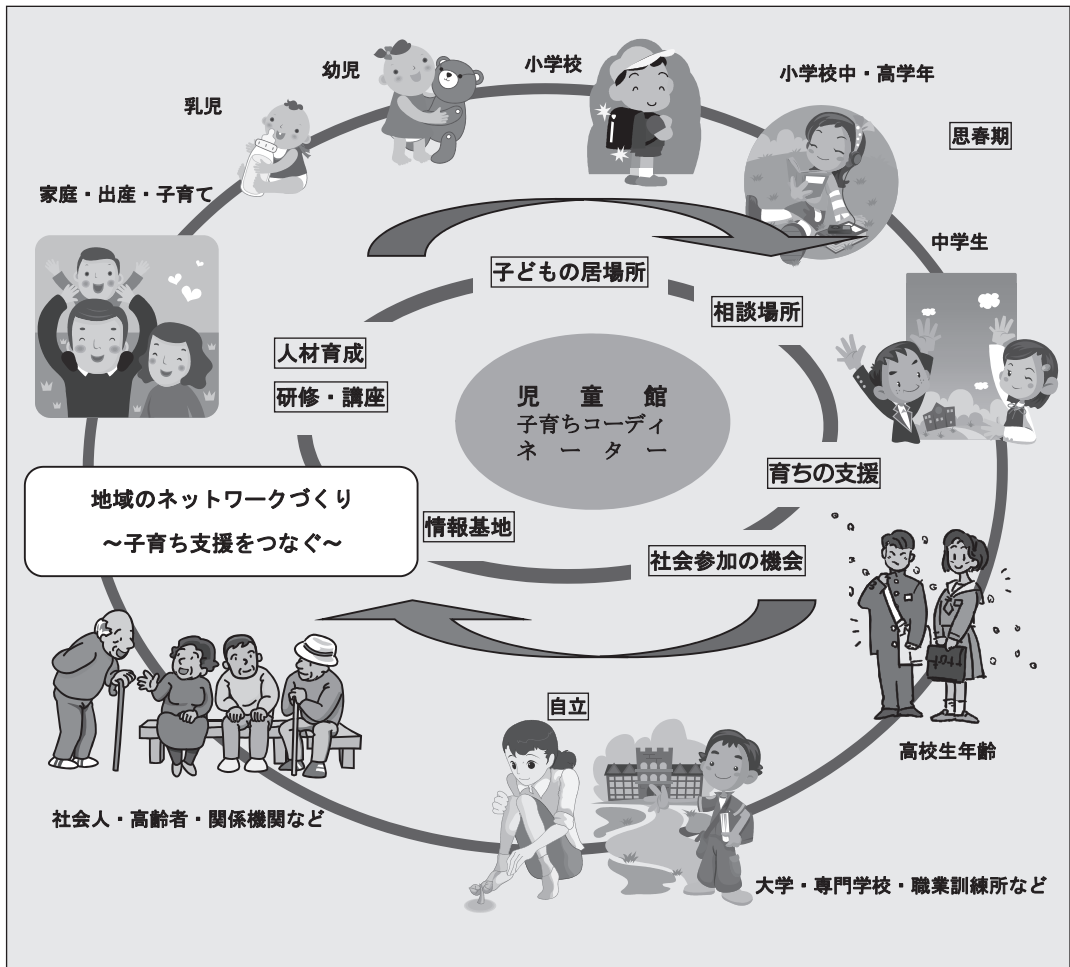 幼児
小学校
小学校中・高学年
乳児
思春期
家庭・出産・子育て
中学生
子どもの居場所
相談場所
人材育成
研修・講座
児童館
子育ちコーディ
ネーター
育ちの支援
地域のネットワークづくり
～子育ち支援をつなぐ～
情報基地
社会参加の機会
自立
高校生年齢
社会人・高齢者・関係機関など
大学・専門学校・職業訓練所など